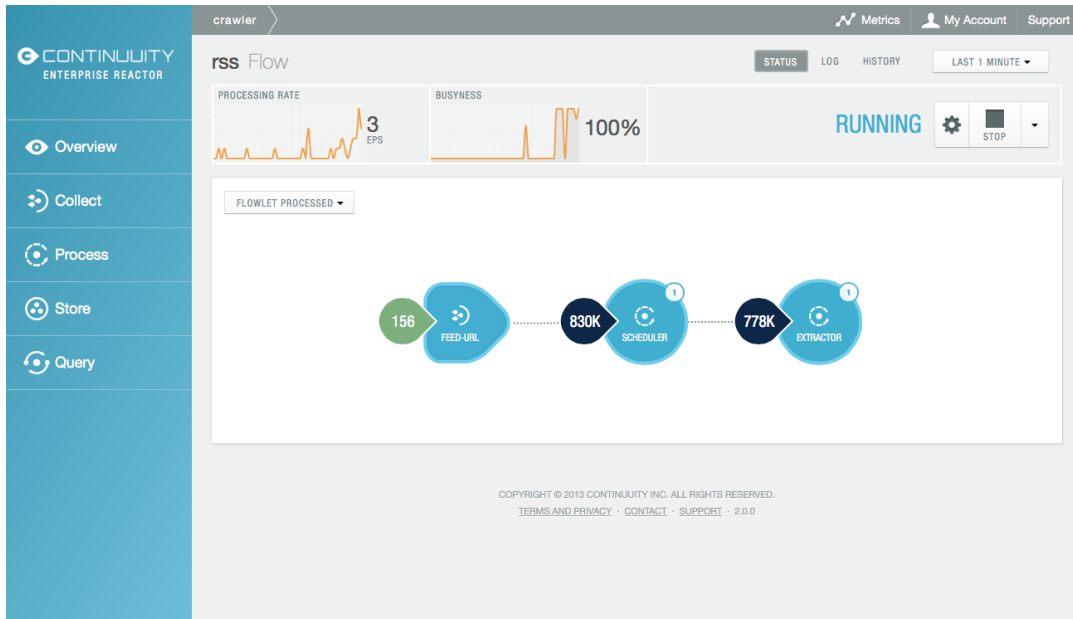 CONTINUUITY
ENTERPRISE REACTOR
Overview
Collect
Process
Store
Query
crawler
Metrics
My Account
Support
rss Flow
STATUS
LOG
HISTORY
LAST 1 MINUTE
PROCESSING RATE
3
EPS
BUSYNESS
100%
RUNNING
STOP
FLOWLET PROCESSED
156
FEED-URL
830K
SCHEDULER
1
778K
EXTRACTOR
1
COPYRIGHT © 2013 CONTINUUITY INC. ALL RIGHTS RESERVED.
TERMS AND PRIVACY · CONTACT · SUPPORT · 2.0.0